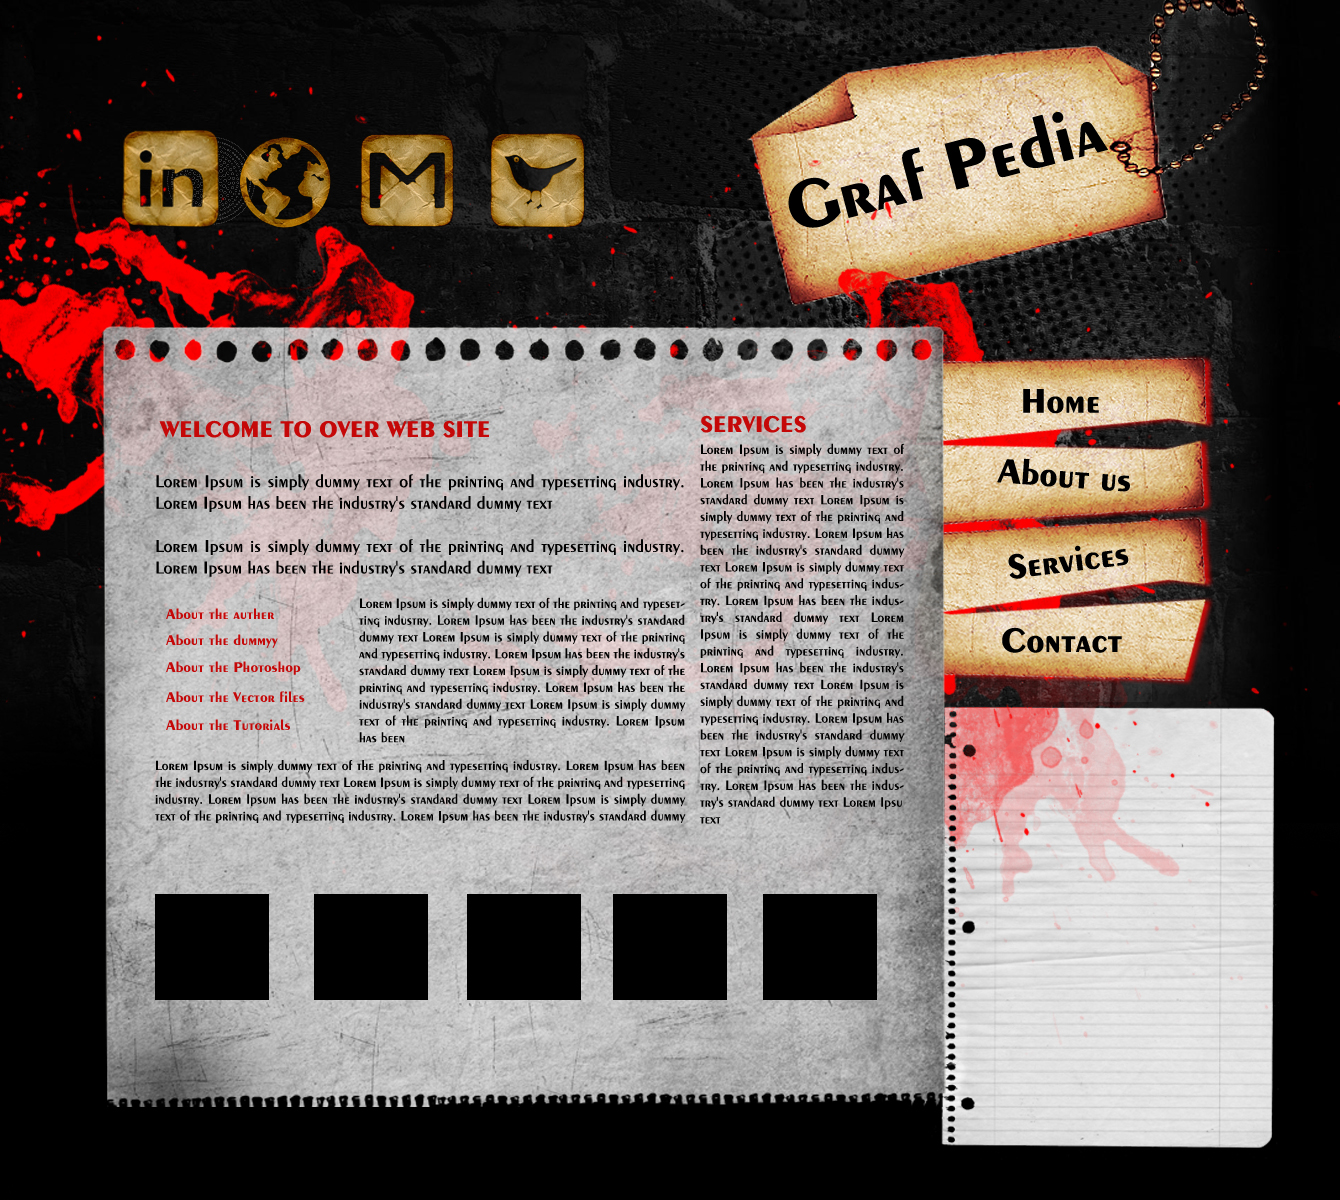 in
M
Graf Pedia
Home
About us
Services
Contact
WELCOME TO OVER WEB SITE
Lorem Ipsum is simply dummy text of the printing and typesetting industry.
Lorem Ipsum has been the industry's standard dummy text
Lorem Ipsum is simply dummy text of the printing and typesetting industry.
Lorem Ipsum has been the industry's standard dummy text
About the auther
About the dummyy
About the Photoshop
About the Vector files
About the Tutorials
Lorem Ipsum is simply dummy text of the printing and typeset-
ting industry. Lorem Ipsum has been the industry's standard
dummy text Lorem Ipsum is simply dummy text of the printing
and typesetting industry. Lorem Ipsum has been the industry's
standard dummy text Lorem Ipsum is simply dummy text of the
printing and typesetting industry. Lorem Ipsum has been the
industry's standard dummy text Lorem Ipsum is simply dummy
text of the printing and typesetting industry. Lorem Ipsum
has been
Lorem Ipsum is simply dummy text of the printing and typesetting industry. Lorem Ipsum has been
the industry's standard dummy text Lorem Ipsum is simply dummy text of the printing and typesetting
industry. Lorem Ipsum has been the industry's standard dummy text Lorem Ipsum is simply dummy
text of the printing and typesetting industry. Lorem Ipsum has been the industry's standard dummy
SERVICES
Lorem Ipsum is simply dummy text of
the printing and typesetting industry.
Lorem Ipsum has been the industry's
standard dummy text Lorem Ipsum is
simply dummy text of the printing and
typesetting industry. Lorem Ipsum has
been the industry's standard dummy
text Lorem Ipsum is simply dummy text
of the printing and typesetting indus-
try. Lorem Ipsum has been the indus-
try's standard dummy text Lorem
Ipsum is simply dummy text of the
printing and typesetting industry.
Lorem Ipsum has been the industry's
standard dummy text Lorem Ipsum is
simply dummy text of the printing and
typesetting industry. Lorem Ipsum has
been the industry's standard dummy
text Lorem Ipsum is simply dummy text
of the printing and typesetting indus-
try. Lorem Ipsum has been the indus-
try's standard dummy text Lorem Ipsu
text